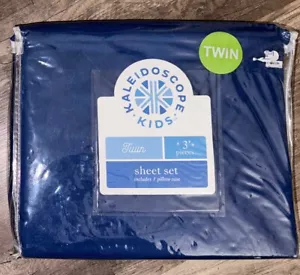 TWIN
KALEIDOSCOPE
KIDS
Twin
3
pieces
sheet set
includes 1 pillow case